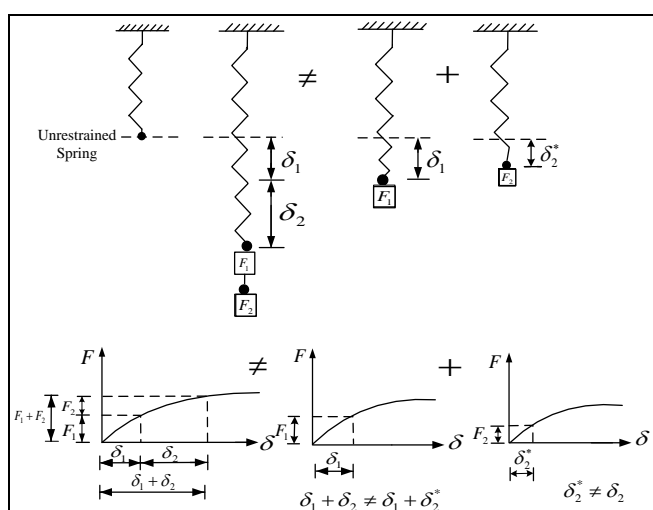 ≠ +
Unrestrained
Spring
δ₁
δ₂
F₁
F₂
δ₁
F₁
δ₂*
F₂
F ≠ F + F
F₁+F₂
F₂
F₁
δ
δ₁ δ₂
δ₁ + δ₂
F₁
δ
δ₁
F₂
δ
δ₂*
δ₁ + δ₂ ≠ δ₁ + δ₂*
δ₂* ≠ δ₂